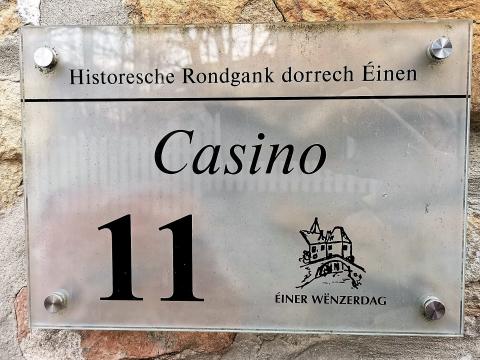 Historesche Rondgank dorrech Éinen
Casino
11
ÉINER WËNZERDAG